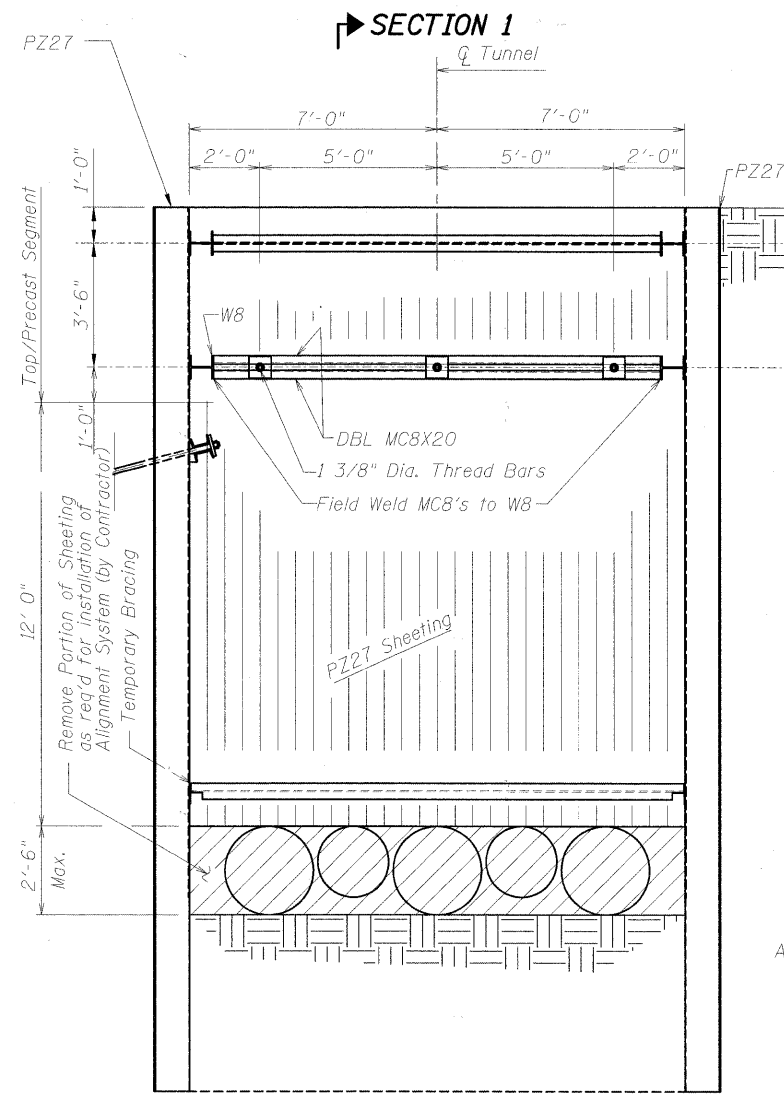 SECTION 1
PZ27
℄ Tunnel
7'-0"
7'-0"
2'-0"
5'-0"
5'-0"
2'-0"
PZ27
1'-0"
Top/Precast Segment
3'-6"
W8
1'-0"
DBL MC8X20
1 3/8" Dia. Thread Bars
Field Weld MC8's to W8
12' 0"
Remove Portion of Sheeting
as req'd for installation of
Alignment System (by Contractor)
Temporary Bracing
PZ27 Sheeting
2'-6"
Max.
A